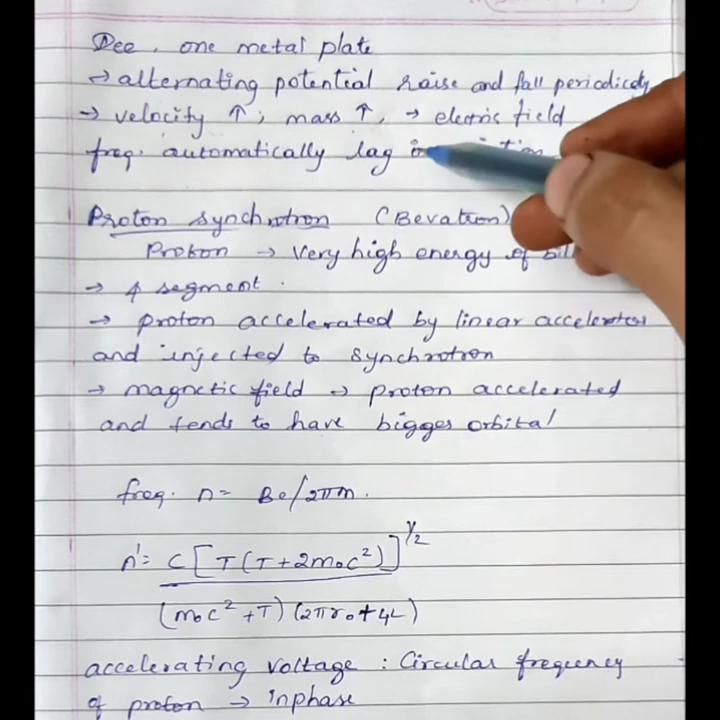 Dee, one metal plate
→ alternating potential raise and fall periodicaly
→ velocity ↑; mass ↑, → electric field
freq. automatically lag
Proton synchrotron (Bevatron)
Proton → very high energy of
→ 4 segment.
→ proton accelerated by linear accelerators
and injected to synchrotron
→ magnetic field → proton accelerated
and tends to have bigger orbital
freq. n = Be/2πm.
n' = C[T(T+2m₀c²)]^1/2
(m₀c²+T)(2πr₀+4L)
accelerating voltage : Circular frequency
of proton → inphase